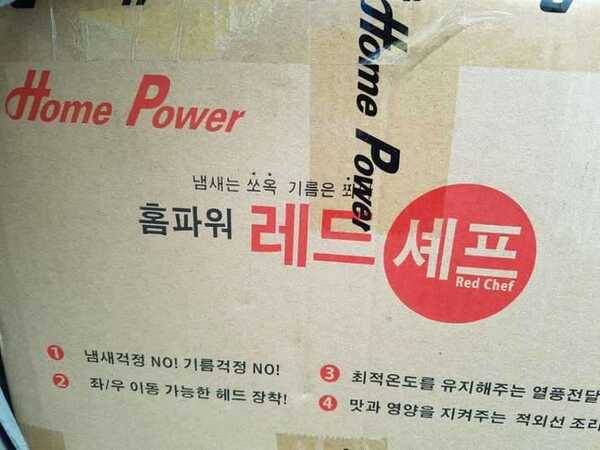 Home Power
Home Power
냄새는 쏘옥 기름은
홈파워 레드 셰프
Red Chef
❶ 냄새걱정 NO! 기름걱정 NO!
❷ 좌/우 이동 가능한 헤드 장착!
❸ 최적온도를 유지해주는 열풍전달
❹ 맛과 영양을 지켜주는 적외선 조리